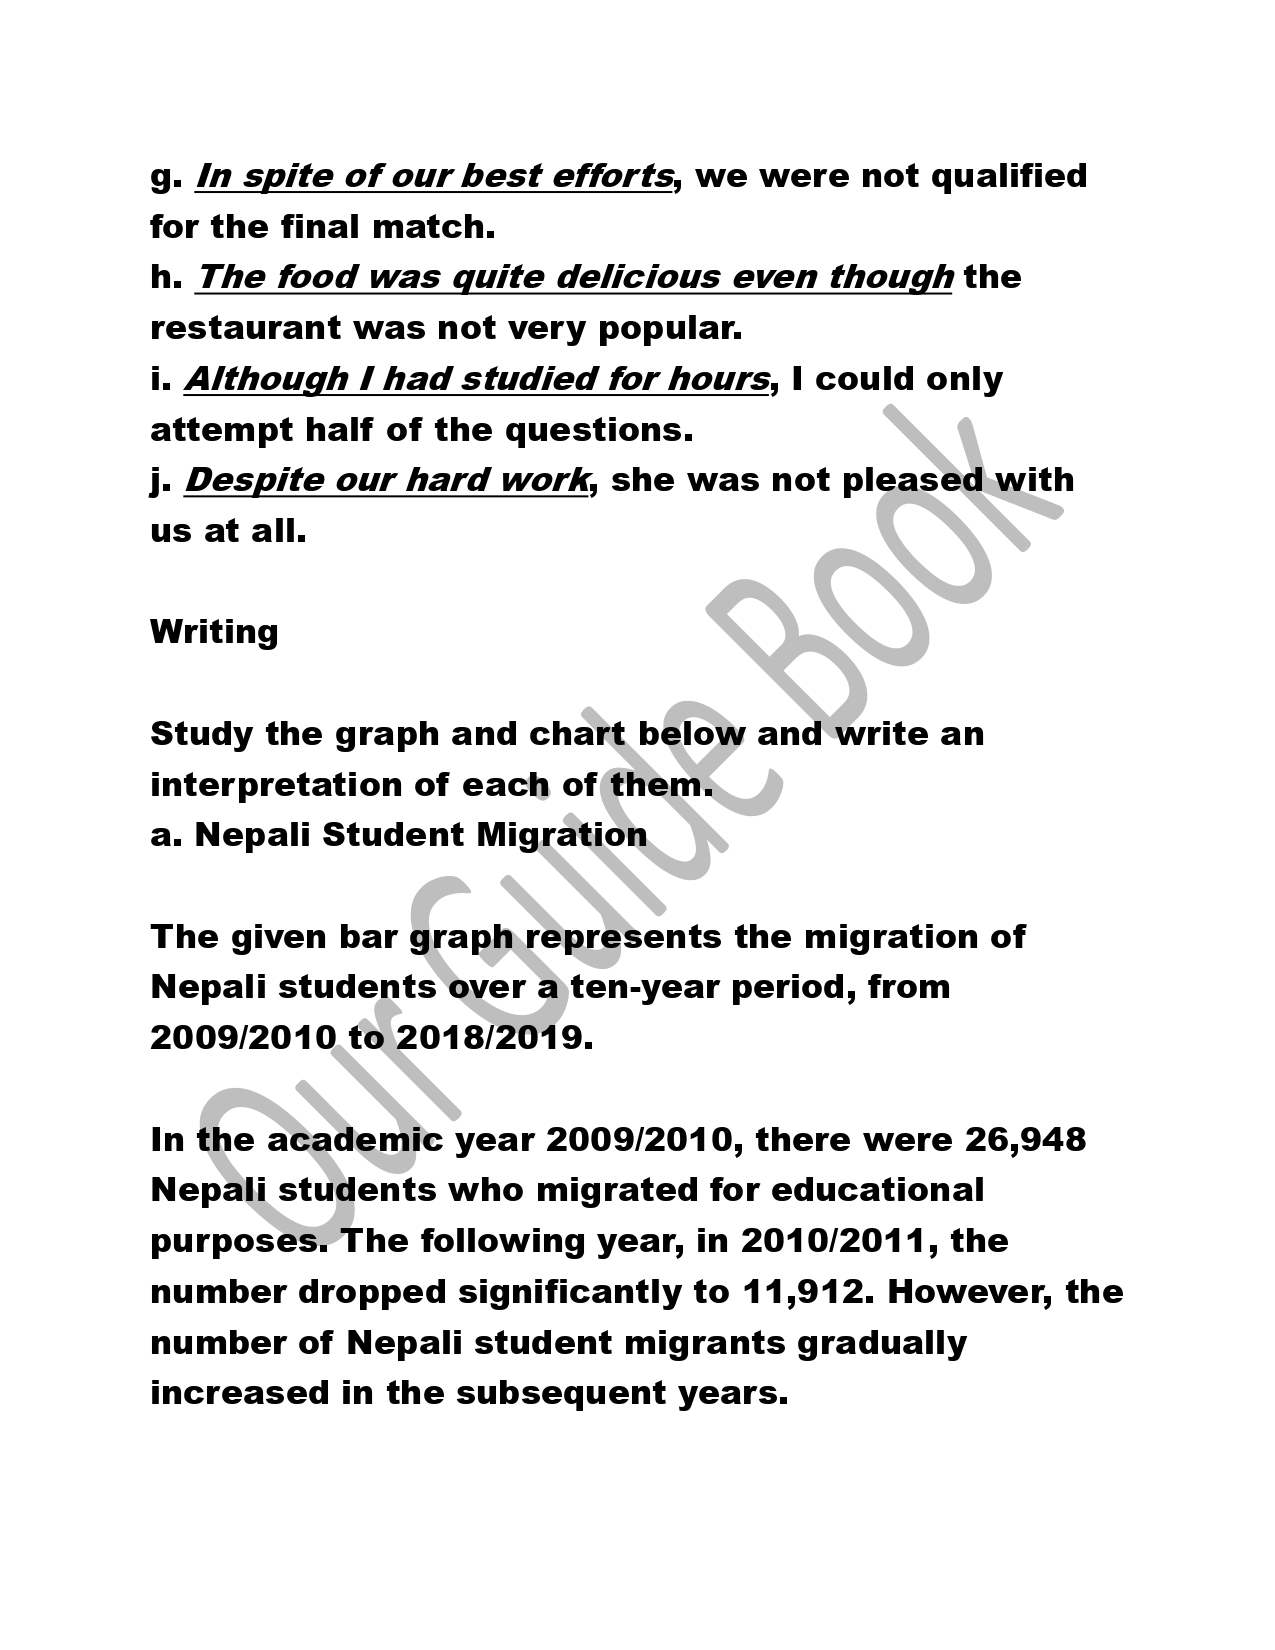 g. In spite of our best efforts, we were not qualified
for the final match.
h. The food was quite delicious even though the
restaurant was not very popular.
i. Although I had studied for hours, I could only
attempt half of the questions.
j. Despite our hard work, she was not pleased with
us at all.
Writing
Study the graph and chart below and write an
interpretation of each of them.
a. Nepali Student Migration
The given bar graph represents the migration of
Nepali students over a ten-year period, from
2009/2010 to 2018/2019.
In the academic year 2009/2010, there were 26,948
Nepali students who migrated for educational
purposes. The following year, in 2010/2011, the
number dropped significantly to 11,912. However, the
number of Nepali student migrants gradually
increased in the subsequent years.
Our Guide Book